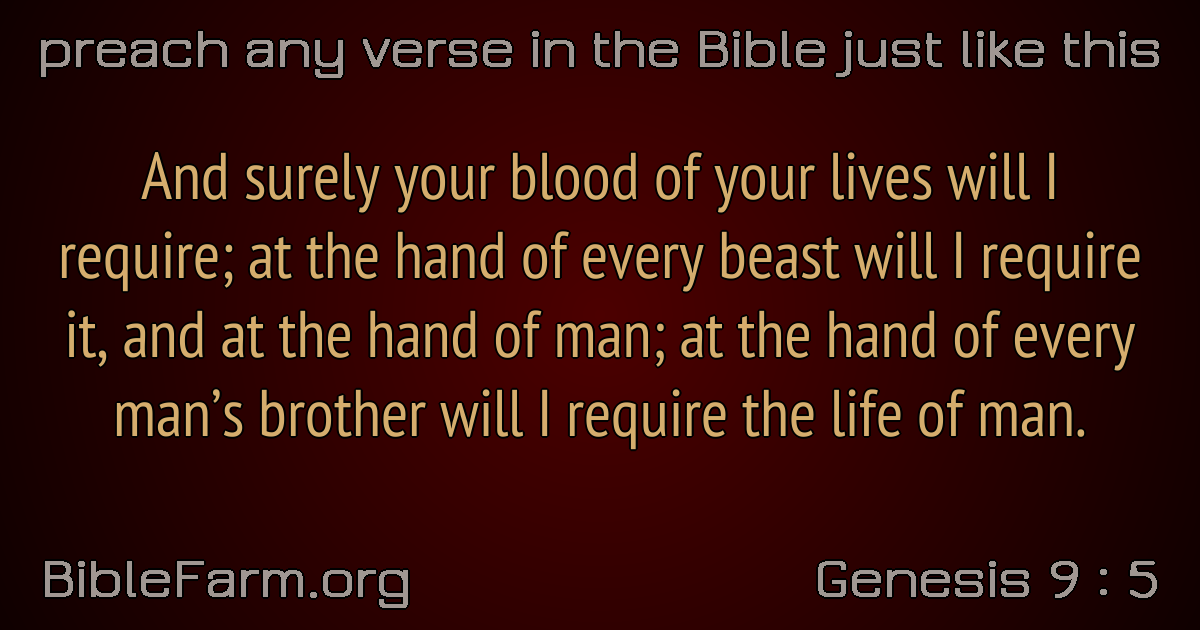 preach any verse in the Bible just like this
And surely your blood of your lives will I
require; at the hand of every beast will I require
it, and at the hand of man; at the hand of every
man’s brother will I require the life of man.
BibleFarm.org
Genesis 9 : 5